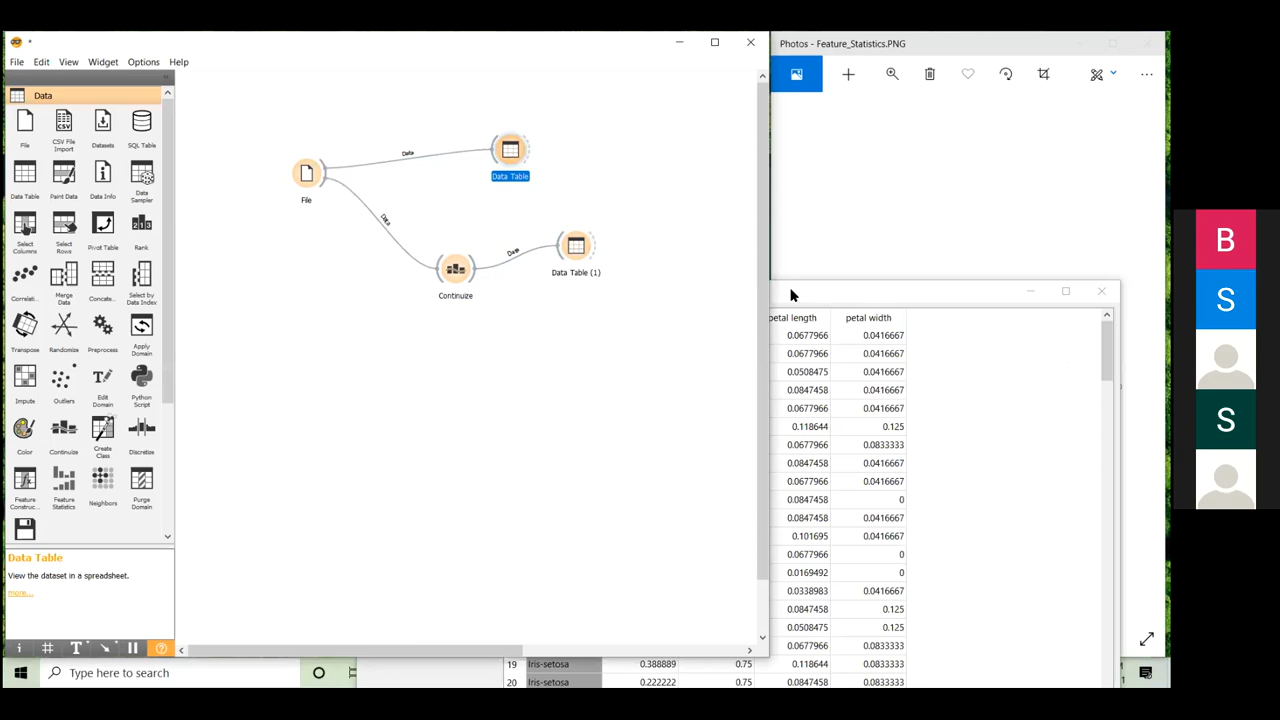 *
Photos - Feature_Statistics.PNG
File Edit View Widget Options Help
Data
File
CSV File Import
Datasets
SQL Table
Data Table
Paint Data
Data Info
Data Sampler
Select Columns
Select Rows
Pivot Table
Rank
Correlati...
Merge Data
Concate...
Select by Data Index
Transpose
Randomize
Preprocess
Apply Domain
Impute
Outliers
Edit Domain
Python Script
Color
Continuize
Create Class
Discretize
Feature Construc...
Feature Statistics
Neighbors
Purge Domain
Data Table
View the dataset in a spreadsheet.
more...
Type here to search
File
Data
Data Table
Data
Continuize
Data
Data Table (1)
petal length petal width
0.0677966 0.0416667
0.0677966 0.0416667
0.0508475 0.0416667
0.0847458 0.0416667
0.0677966 0.0416667
0.118644 0.125
0.0677966 0.0833333
0.0847458 0.0416667
0.0677966 0.0416667
0.0847458 0
0.0847458 0.0416667
0.101695 0.0416667
0.0677966 0
0.0169492 0
0.0338983 0.0416667
0.0847458 0.125
0.0508475 0.125
0.0677966 0.0833333
19 Iris-setosa 0.388889 0.75 0.118644 0.0833333
20 Iris-setosa 0.222222 0.75 0.0847458 0.0833333
B
S
S